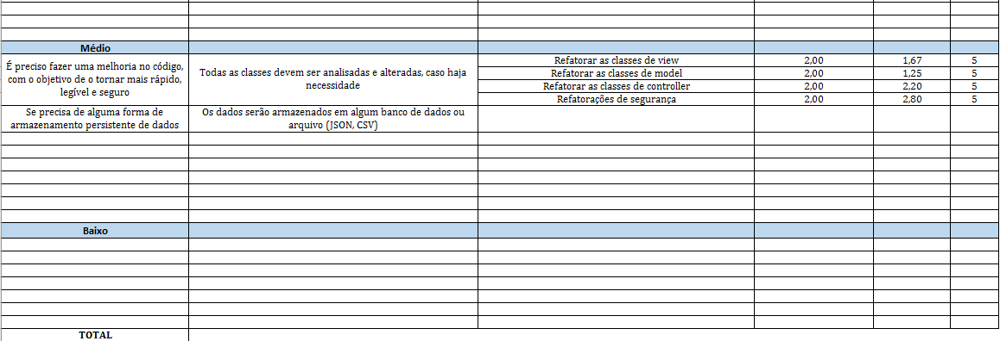 Médio
É preciso fazer uma melhoria no código,
com o objetivo de o tornar mais rápido,
legível e seguro
Todas as classes devem ser analisadas e alteradas, caso haja
necessidade
Refatorar as classes de view 2,00 1,67 5
Refatorar as classes de model 2,00 1,25 5
Refatorar as classes de controller 2,00 2,20 5
Refatorações de segurança 2,00 2,80 5
Se precisa de alguma forma de
armazenamento persistente de dados
Os dados serão armazenados em algum banco de dados ou
arquivo (JSON, CSV)
Baixo
TOTAL